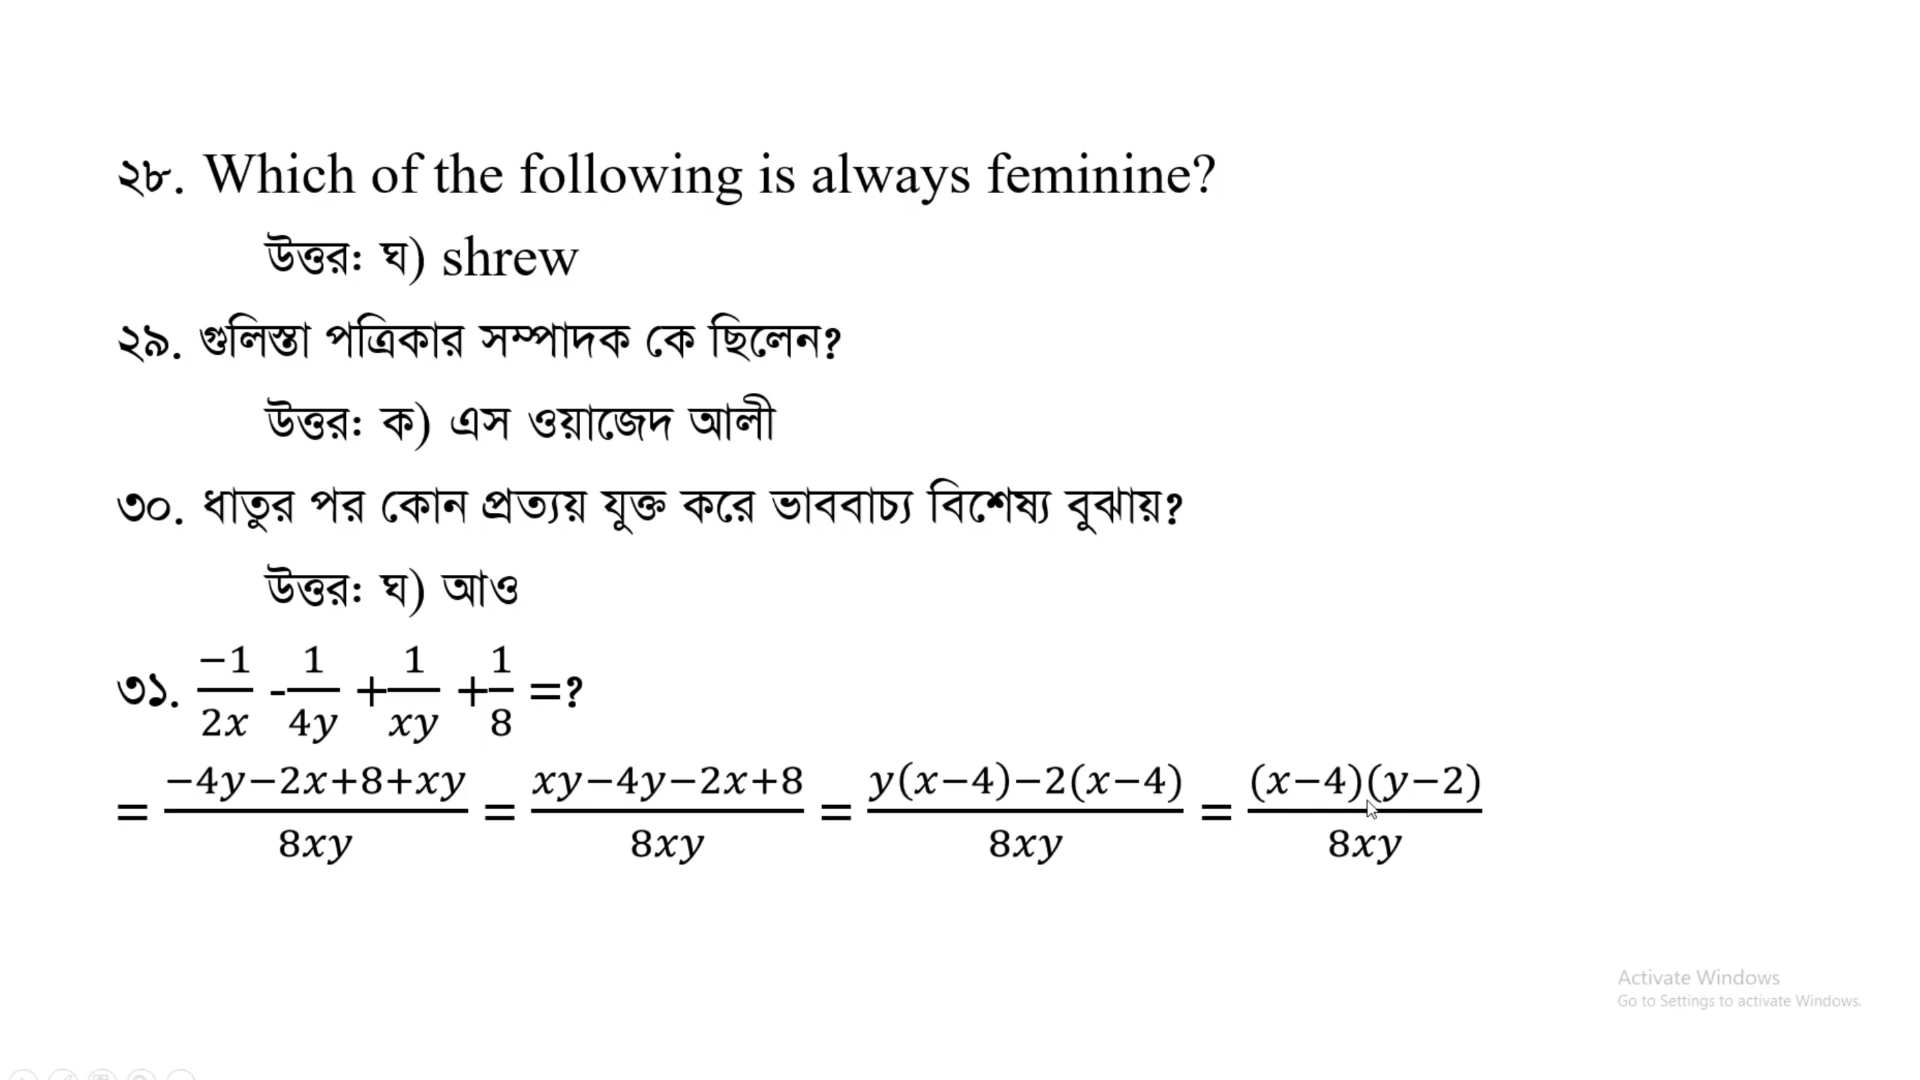 ২৮. Which of the following is always feminine?
উত্তরঃ ঘ) shrew
২৯. গুলিস্তা পত্রিকার সম্পাদক কে ছিলেন?
উত্তরঃ ক) এস ওয়াজেদ আলী
৩০. ধাতুর পর কোন প্রত্যয় যুক্ত করে ভাববাচ্য বিশেষ্য বুঝায়?
উত্তরঃ ঘ) আও
৩১. −1/2x - 1/4y + 1/xy + 1/8 =?
= −4y−2x+8+xy/8xy = xy−4y−2x+8/8xy = y(x−4)−2(x−4)/8xy = (x−4)(y−2)/8xy
Activate Windows
Go to Settings to activate Windows.